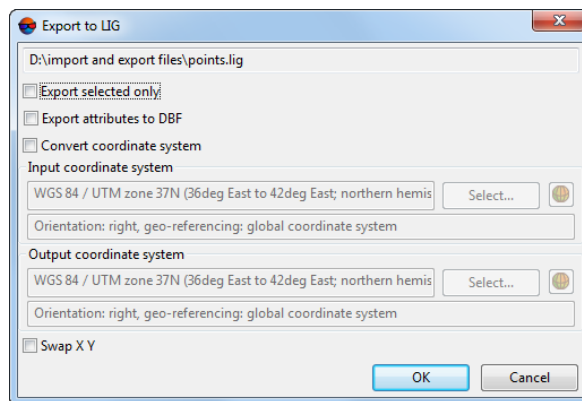 Export to LIG
D:\import and export files\points.lig
Export selected only
Export attributes to DBF
Convert coordinate system
Input coordinate system
WGS 84 / UTM zone 37N (36deg East to 42deg East; northern hemis
Select...
Orientation: right, geo-referencing: global coordinate system
Output coordinate system
WGS 84 / UTM zone 37N (36deg East to 42deg East; northern hemis
Select...
Orientation: right, geo-referencing: global coordinate system
Swap X Y
OK
Cancel